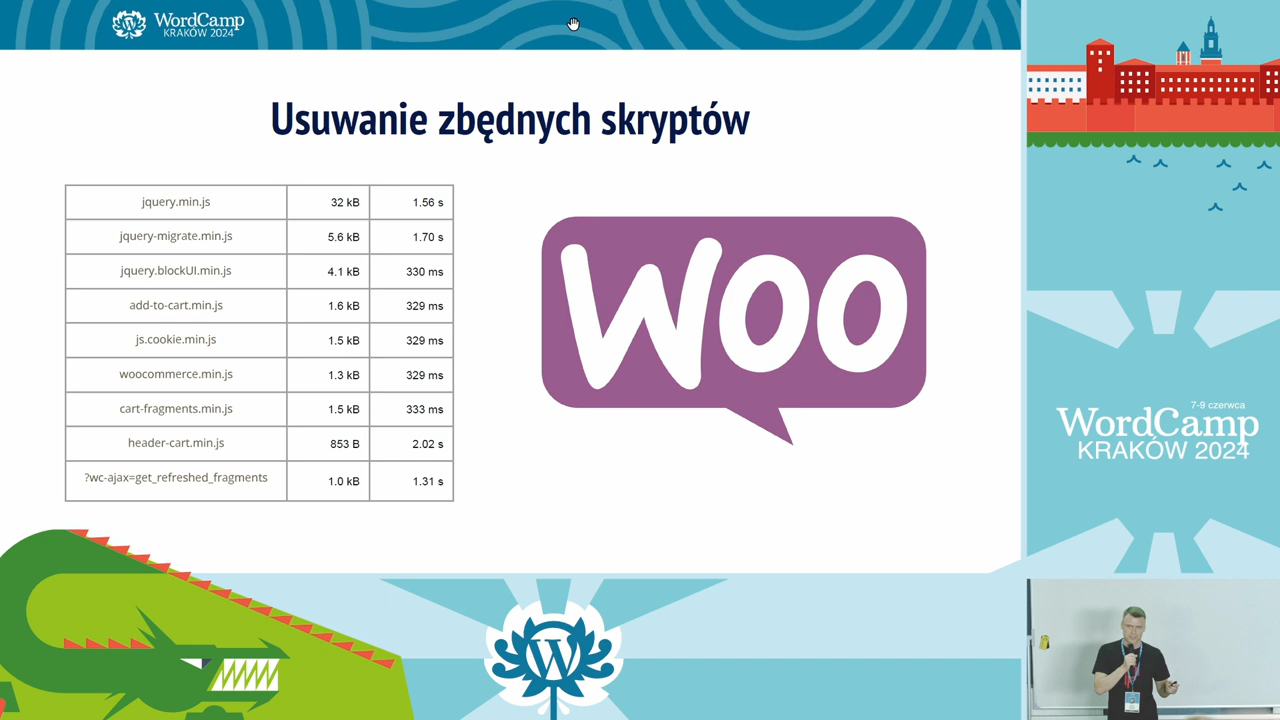 WordCamp
KRAKÓW 2024
Usuwanie zbędnych skryptów
jquery.min.js 32 kB 1.56 s
jquery-migrate.min.js 5.6 kB 1.70 s
jquery.blockUI.min.js 4.1 kB 330 ms
add-to-cart.min.js 1.6 kB 329 ms
js.cookie.min.js 1.5 kB 329 ms
woocommerce.min.js 1.3 kB 329 ms
cart-fragments.min.js 1.5 kB 333 ms
header-cart.min.js 853 B 2.02 s
?wc-ajax=get_refreshed_fragments 1.0 kB 1.31 s
WOO
7-9 czerwca
WordCamp
KRAKÓW 2024
W